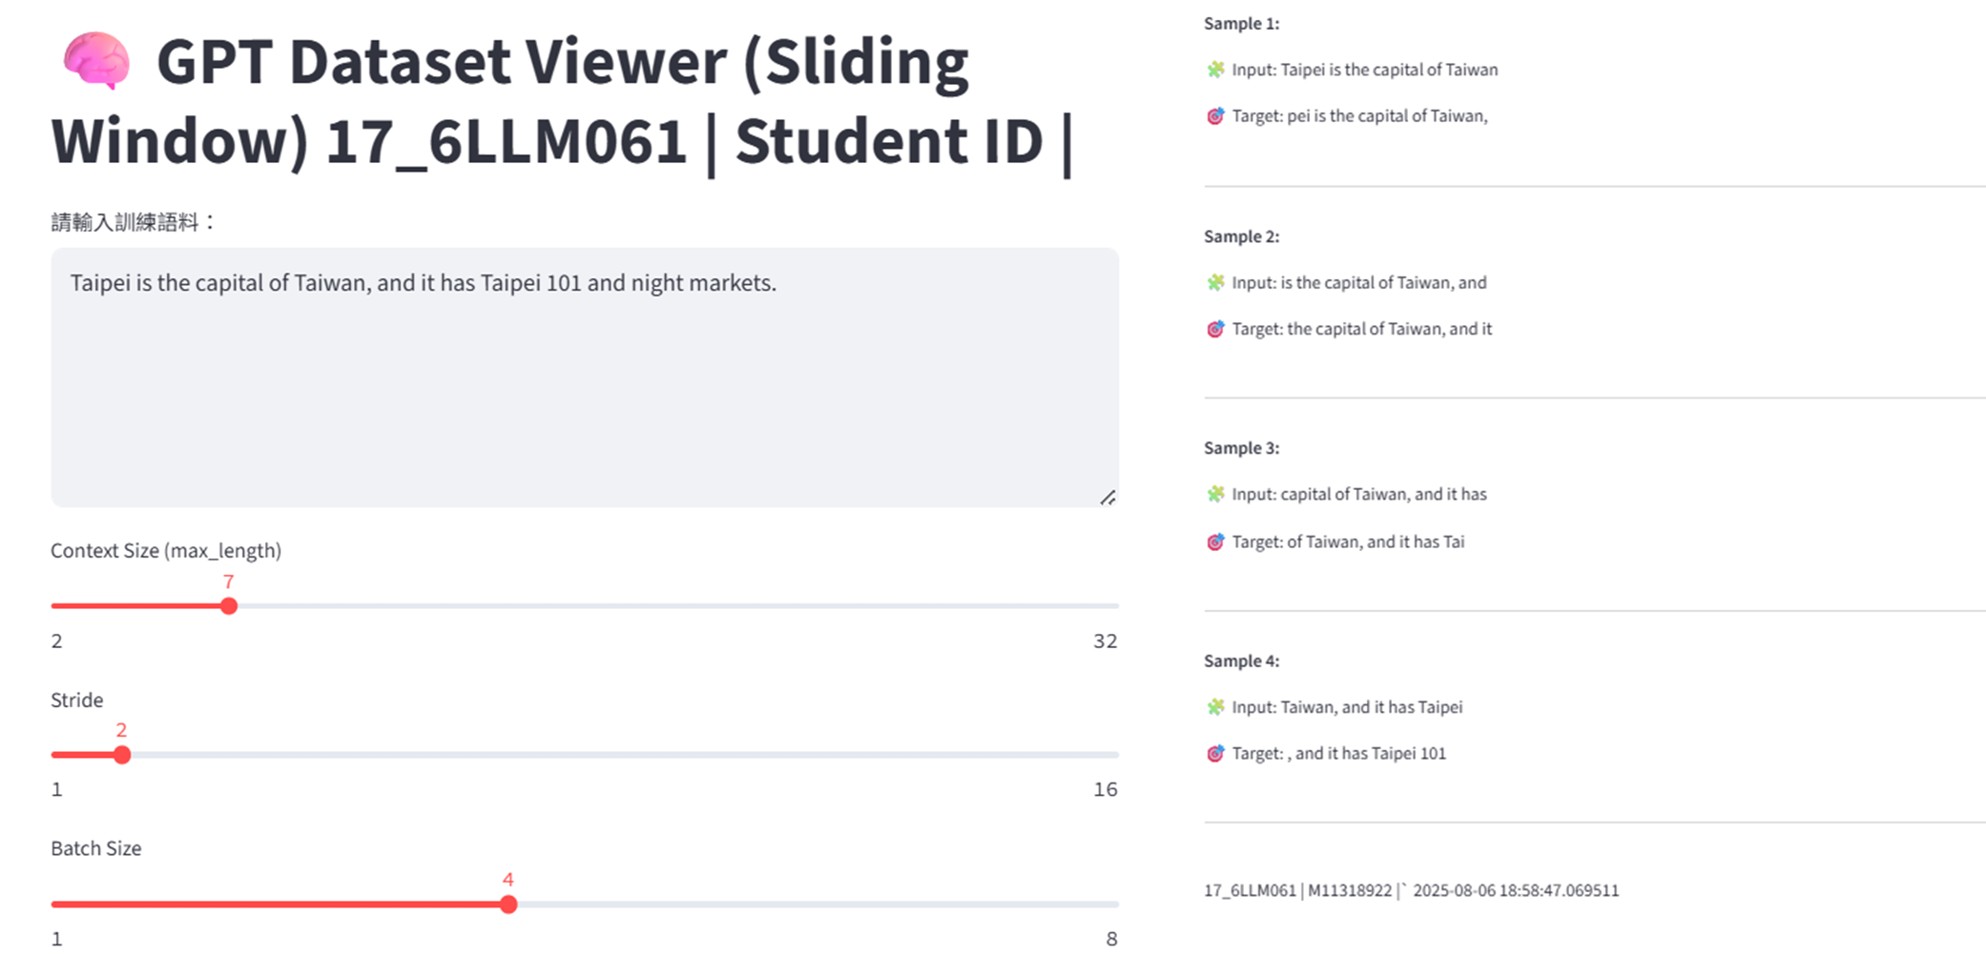 GPT Dataset Viewer (Sliding
Window) 17_6LLM061 | Student ID |
請輸入訓練語料：
Taipei is the capital of Taiwan, and it has Taipei 101 and night markets.
Context Size (max_length)
7
2 32
Stride
2
1 16
Batch Size
4
1 8
Sample 1:
Input: Taipei is the capital of Taiwan
Target: pei is the capital of Taiwan,
Sample 2:
Input: is the capital of Taiwan, and
Target: the capital of Taiwan, and it
Sample 3:
Input: capital of Taiwan, and it has
Target: of Taiwan, and it has Tai
Sample 4:
Input: Taiwan, and it has Taipei
Target: , and it has Taipei 101
17_6LLM061 | M11318922 |` 2025-08-06 18:58:47.069511